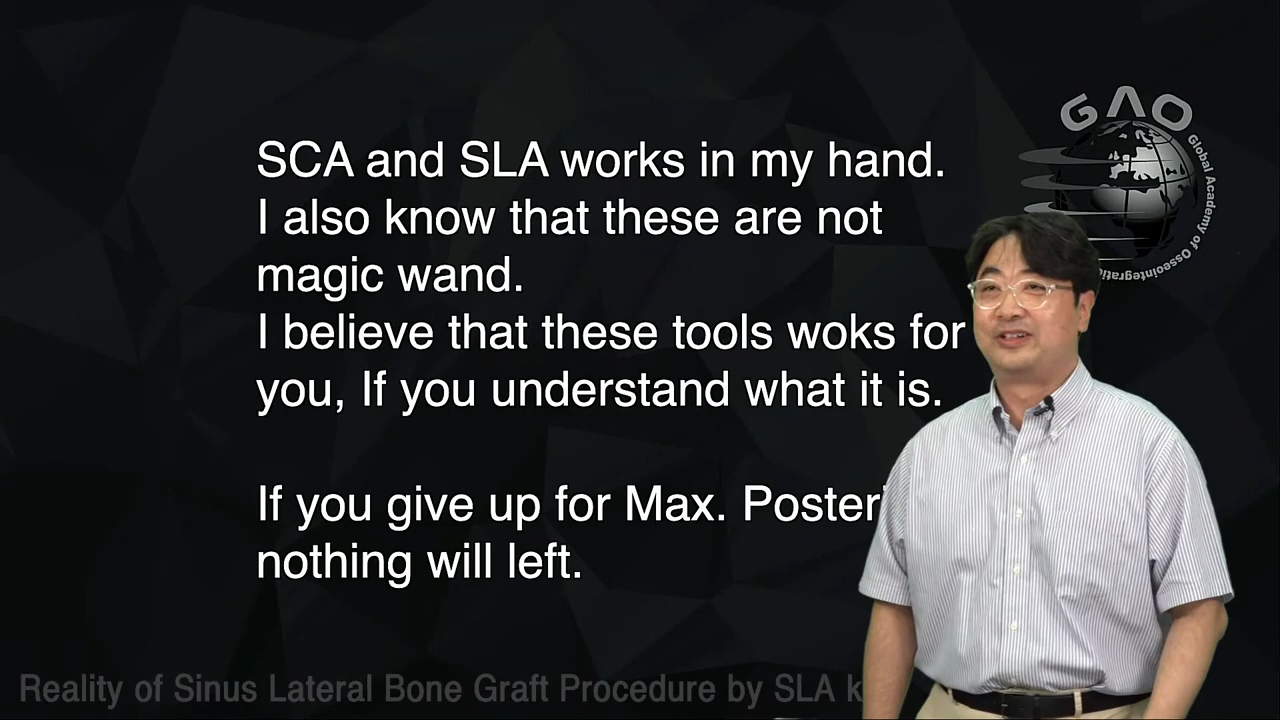 GAO
Global Academy of Osseointegration
SCA and SLA works in my hand.
I also know that these are not
magic wand.
I believe that these tools woks for
you, If you understand what it is.
If you give up for Max. Posteri
nothing will left.
Reality of Sinus Lateral Bone Graft Procedure by SLA k